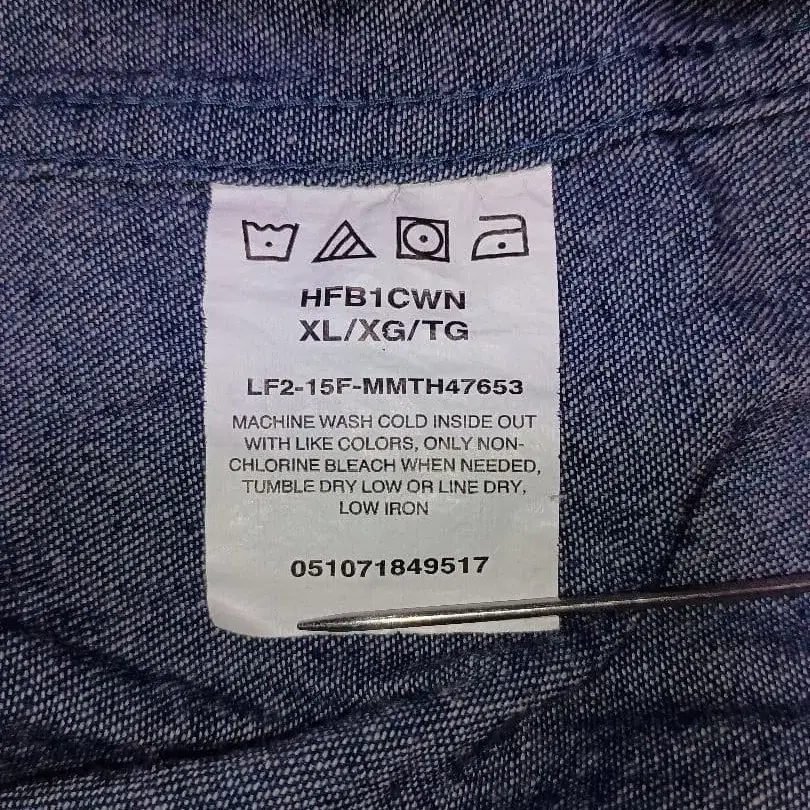 HFB1CWN
XL/XG/TG
LF2-15F-MMTH47653
MACHINE WASH COLD INSIDE OUT
WITH LIKE COLORS, ONLY NON-
CHLORINE BLEACH WHEN NEEDED,
TUMBLE DRY LOW OR LINE DRY,
LOW IRON
051071849517